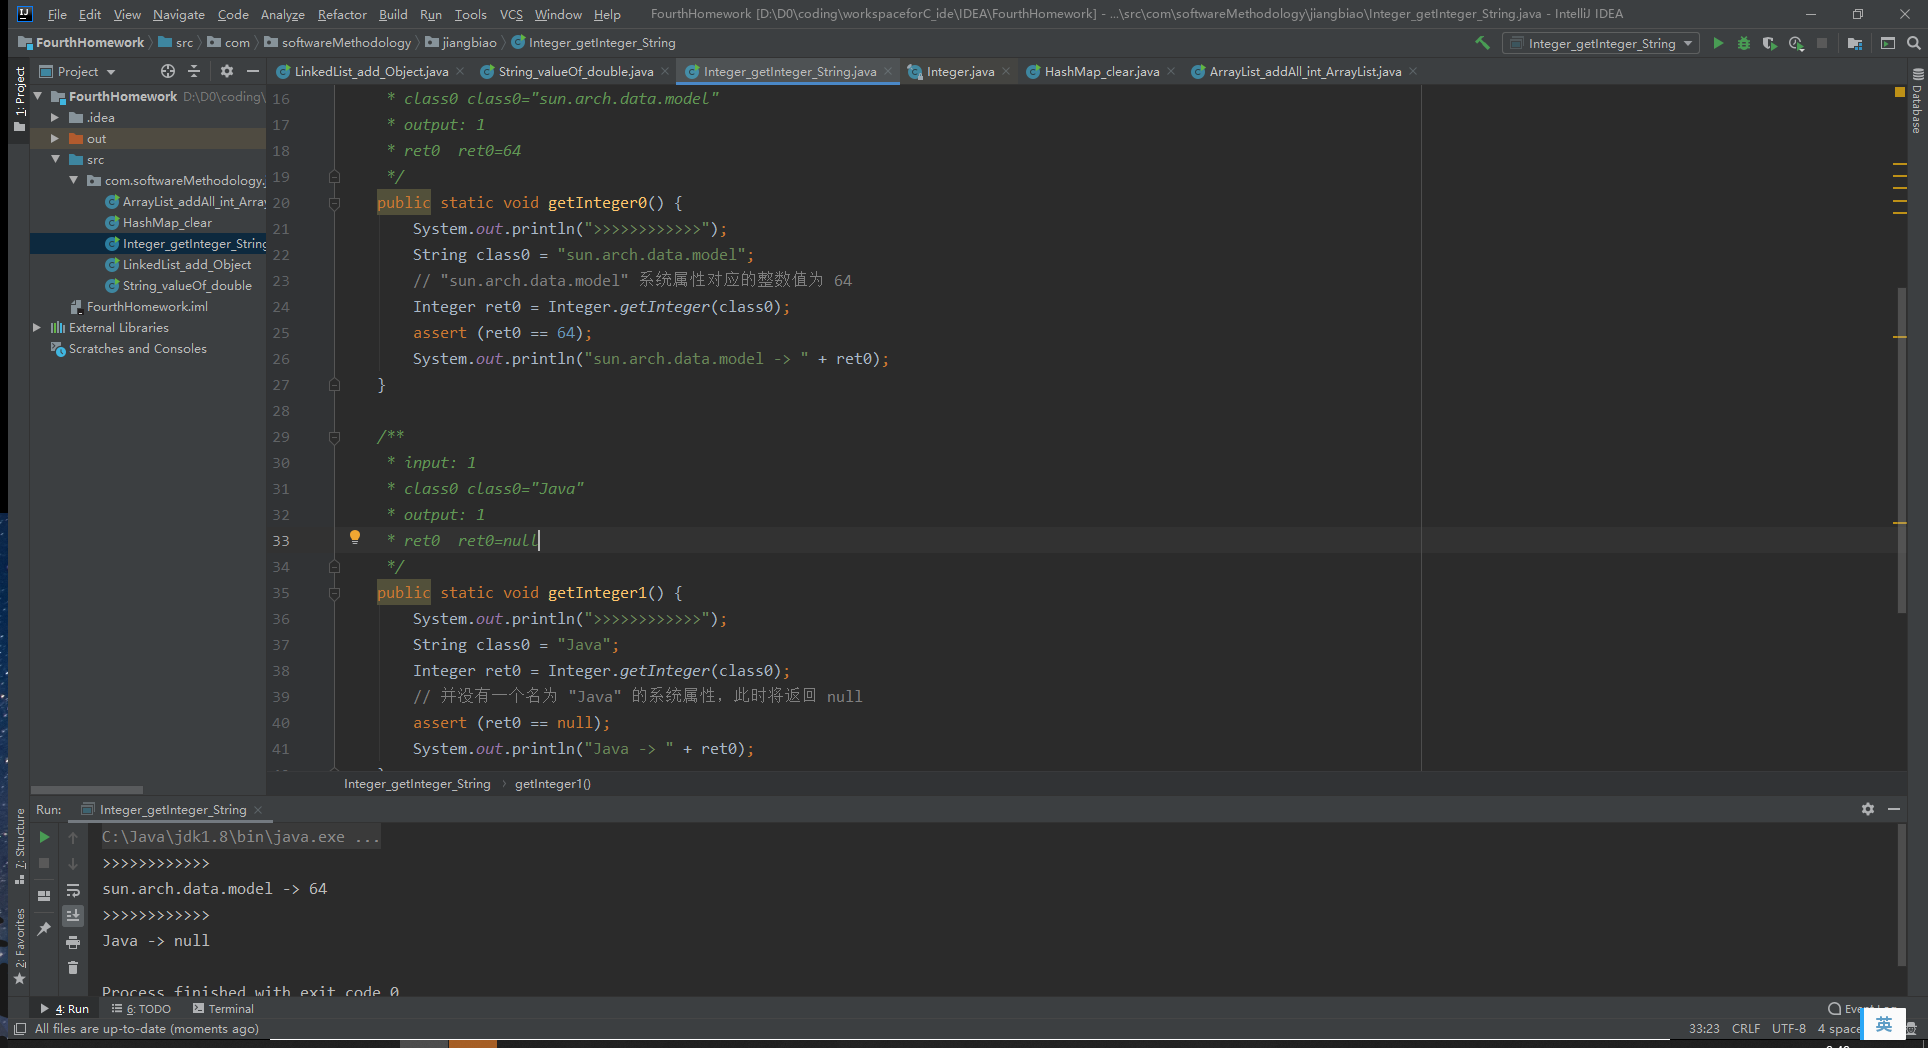 File Edit View Navigate Code Analyze Refactor Build Run Tools VCS Window Help FourthHomework [D:\D0\coding\workspaceforC_ide\IDEA\FourthHomework] - ...\src\com\softwareMethodology\jiangbiao\Integer_getInteger_String.java - IntelliJ IDEA
FourthHomework src com softwareMethodology jiangbiao Integer_getInteger_String Integer_getInteger_String
Project LinkedList_add_Object.java String_valueOf_double.java Integer_getInteger_String.java Integer.java HashMap_clear.java ArrayList_addAll_int_ArrayList.java
1: Project
Database
FourthHomework D:\D0\coding\
.idea
out
src
com.softwareMethodology.
ArrayList_addAll_int_Array
HashMap_clear
Integer_getInteger_String
LinkedList_add_Object
String_valueOf_double
FourthHomework.iml
External Libraries
Scratches and Consoles
16 * class0 class0="sun.arch.data.model"
17 * output: 1
18 * ret0  ret0=64
19 */
20 public static void getInteger0() {
21 System.out.println(">>>>>>>>>>>>");
22 String class0 = "sun.arch.data.model";
23 // "sun.arch.data.model" 系统属性对应的整数值为 64
24 Integer ret0 = Integer.getInteger(class0);
25 assert (ret0 == 64);
26 System.out.println("sun.arch.data.model -> " + ret0);
27 }
28
29 /**
30 * input: 1
31 * class0 class0="Java"
32 * output: 1
33 * ret0  ret0=null
34 */
35 public static void getInteger1() {
36 System.out.println(">>>>>>>>>>>>");
37 String class0 = "Java";
38 Integer ret0 = Integer.getInteger(class0);
39 // 并没有一个名为 "Java" 的系统属性，此时将返回 null
40 assert (ret0 == null);
41 System.out.println("Java -> " + ret0);
Integer_getInteger_String getInteger1()
Run: Integer_getInteger_String
7: Structure
2: Favorites
C:\Java\jdk1.8\bin\java.exe ...
>>>>>>>>>>>>
sun.arch.data.model -> 64
>>>>>>>>>>>>
Java -> null
Process finished with exit code 0
4: Run 6: TODO Terminal
All files are up-to-date (moments ago) 33:23 CRLF UTF-8 4 space 英